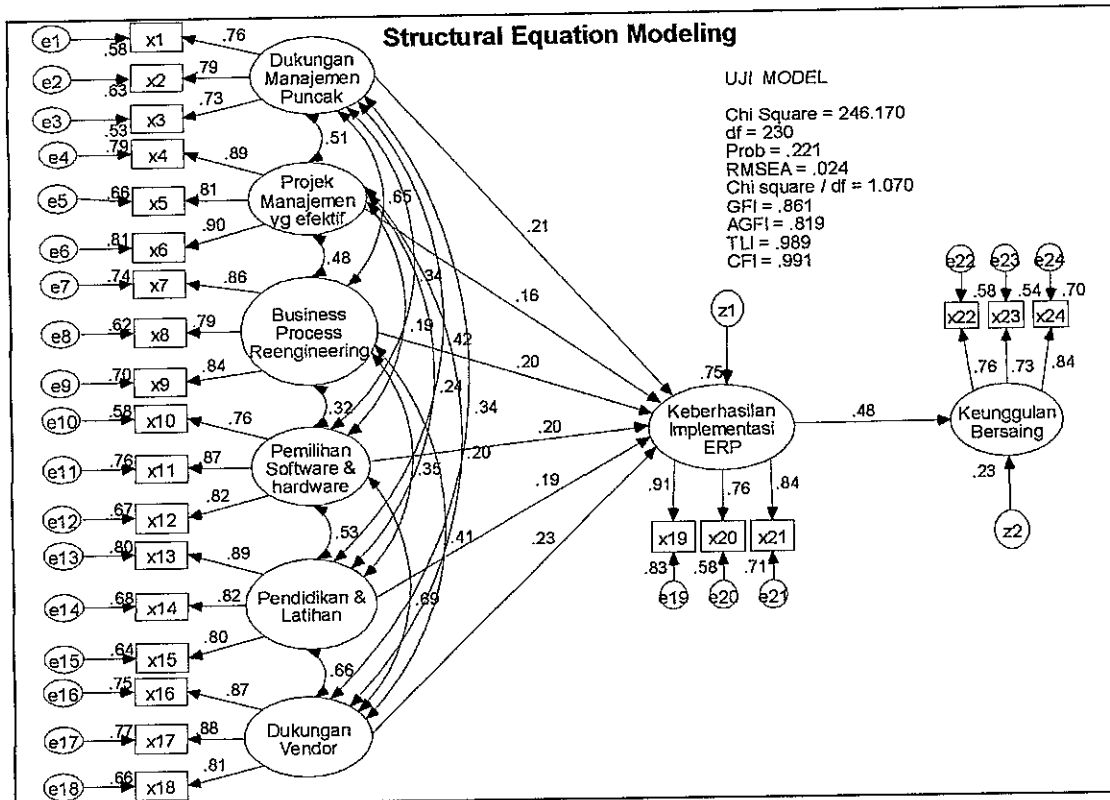 Structural Equation Modeling
UJI MODEL
Chi Square = 246.170
df = 230
Prob = .221
RMSEA = .024
Chi square / df = 1.070
GFI = .861
AGFI = .819
TLI = .989
CFI = .991
e1
.58
x1
.76
e2
.63
x2
.79
e3
.53
x3
.73
Dukungan
Manajemen
Puncak
.51
e4
.79
x4
.89
e5
.66
x5
.81
e6
.81
x6
.90
Projek
Manajemen
yg efektif
.65
.48
e7
.74
x7
.86
e8
.62
x8
.79
e9
.70
x9
.84
Business
Process
Reengineering
.34
.19
.42
.24
.34
.32
e10
.58
x10
.76
e11
.76
x11
.87
e12
.67
x12
.82
Pemilihan
Software &
hardware
.35
.20
.53
e13
.80
x13
.89
e14
.68
x14
.82
e15
.64
x15
.80
Pendidikan &
Latihan
.41
.69
.66
e16
.75
x16
.87
e17
.77
x17
.88
e18
.66
x18
.81
Dukungan
Vendor
.21
.16
.20
.20
.19
.23
z1
.75
Keberhasilan
Implementasi
ERP
.91
.76
.84
x19
x20
x21
.83
.58
.71
e19
e20
e21
.48
e22
e23
e24
.58
.54
.70
x22
x23
x24
.76
.73
.84
Keunggulan
Bersaing
.23
z2